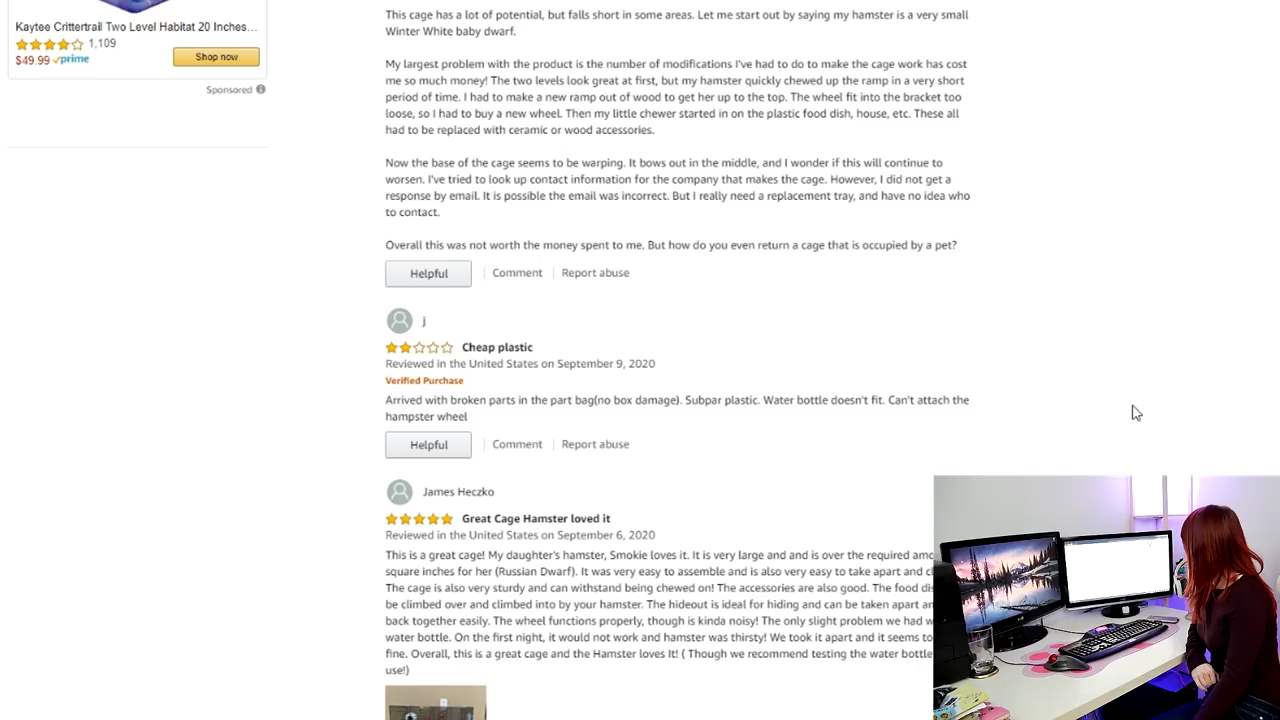 Kaytee Crittertrail Two Level Habitat 20 Inches...
1,109
$49.99 prime
Shop now
Sponsored
This cage has a lot of potential, but falls short in some areas. Let me start out by saying my hamster is a very small
Winter White baby dwarf.
My largest problem with the product is the number of modifications I've had to do to make the cage work has cost
me so much money! The two levels look great at first, but my hamster quickly chewed up the ramp in a very short
period of time. I had to make a new ramp out of wood to get her up to the top. The wheel fit into the bracket too
loose, so I had to buy a new wheel. Then my little chewer started in on the plastic food dish, house, etc. These all
had to be replaced with ceramic or wood accessories.
Now the base of the cage seems to be warping. It bows out in the middle, and I wonder if this will continue to
worsen. I've tried to look up contact information for the company that makes the cage. However, I did not get a
response by email. It is possible the email was incorrect. But I really need a replacement tray, and have no idea who
to contact.
Overall this was not worth the money spent to me. But how do you even return a cage that is occupied by a pet?
Helpful
Comment
Report abuse
j
Cheap plastic
Reviewed in the United States on September 9, 2020
Verified Purchase
Arrived with broken parts in the part bag(no box damage). Subpar plastic. Water bottle doesn't fit. Can't attach the
hampster wheel
Helpful
Comment
Report abuse
James Heczko
Great Cage Hamster loved it
Reviewed in the United States on September 6, 2020
This is a great cage! My daughter's hamster, Smokie loves it. It is very large and and is over the required
square inches for her (Russian Dwarf). It was very easy to assemble and is also very easy to take apart and
The cage is also very sturdy and can withstand being chewed on! The accessories are also good. The food
be climbed over and climbed into by your hamster. The hideout is ideal for hiding and can be taken apart
back together easily. The wheel functions properly, though is kinda noisy! The only slight problem we had
water bottle. On the first night, it would not work and hamster was thirsty! We took it apart and it seems to
fine. Overall, this is a great cage and the Hamster loves It! ( Though we recommend testing the water bottle
use!)